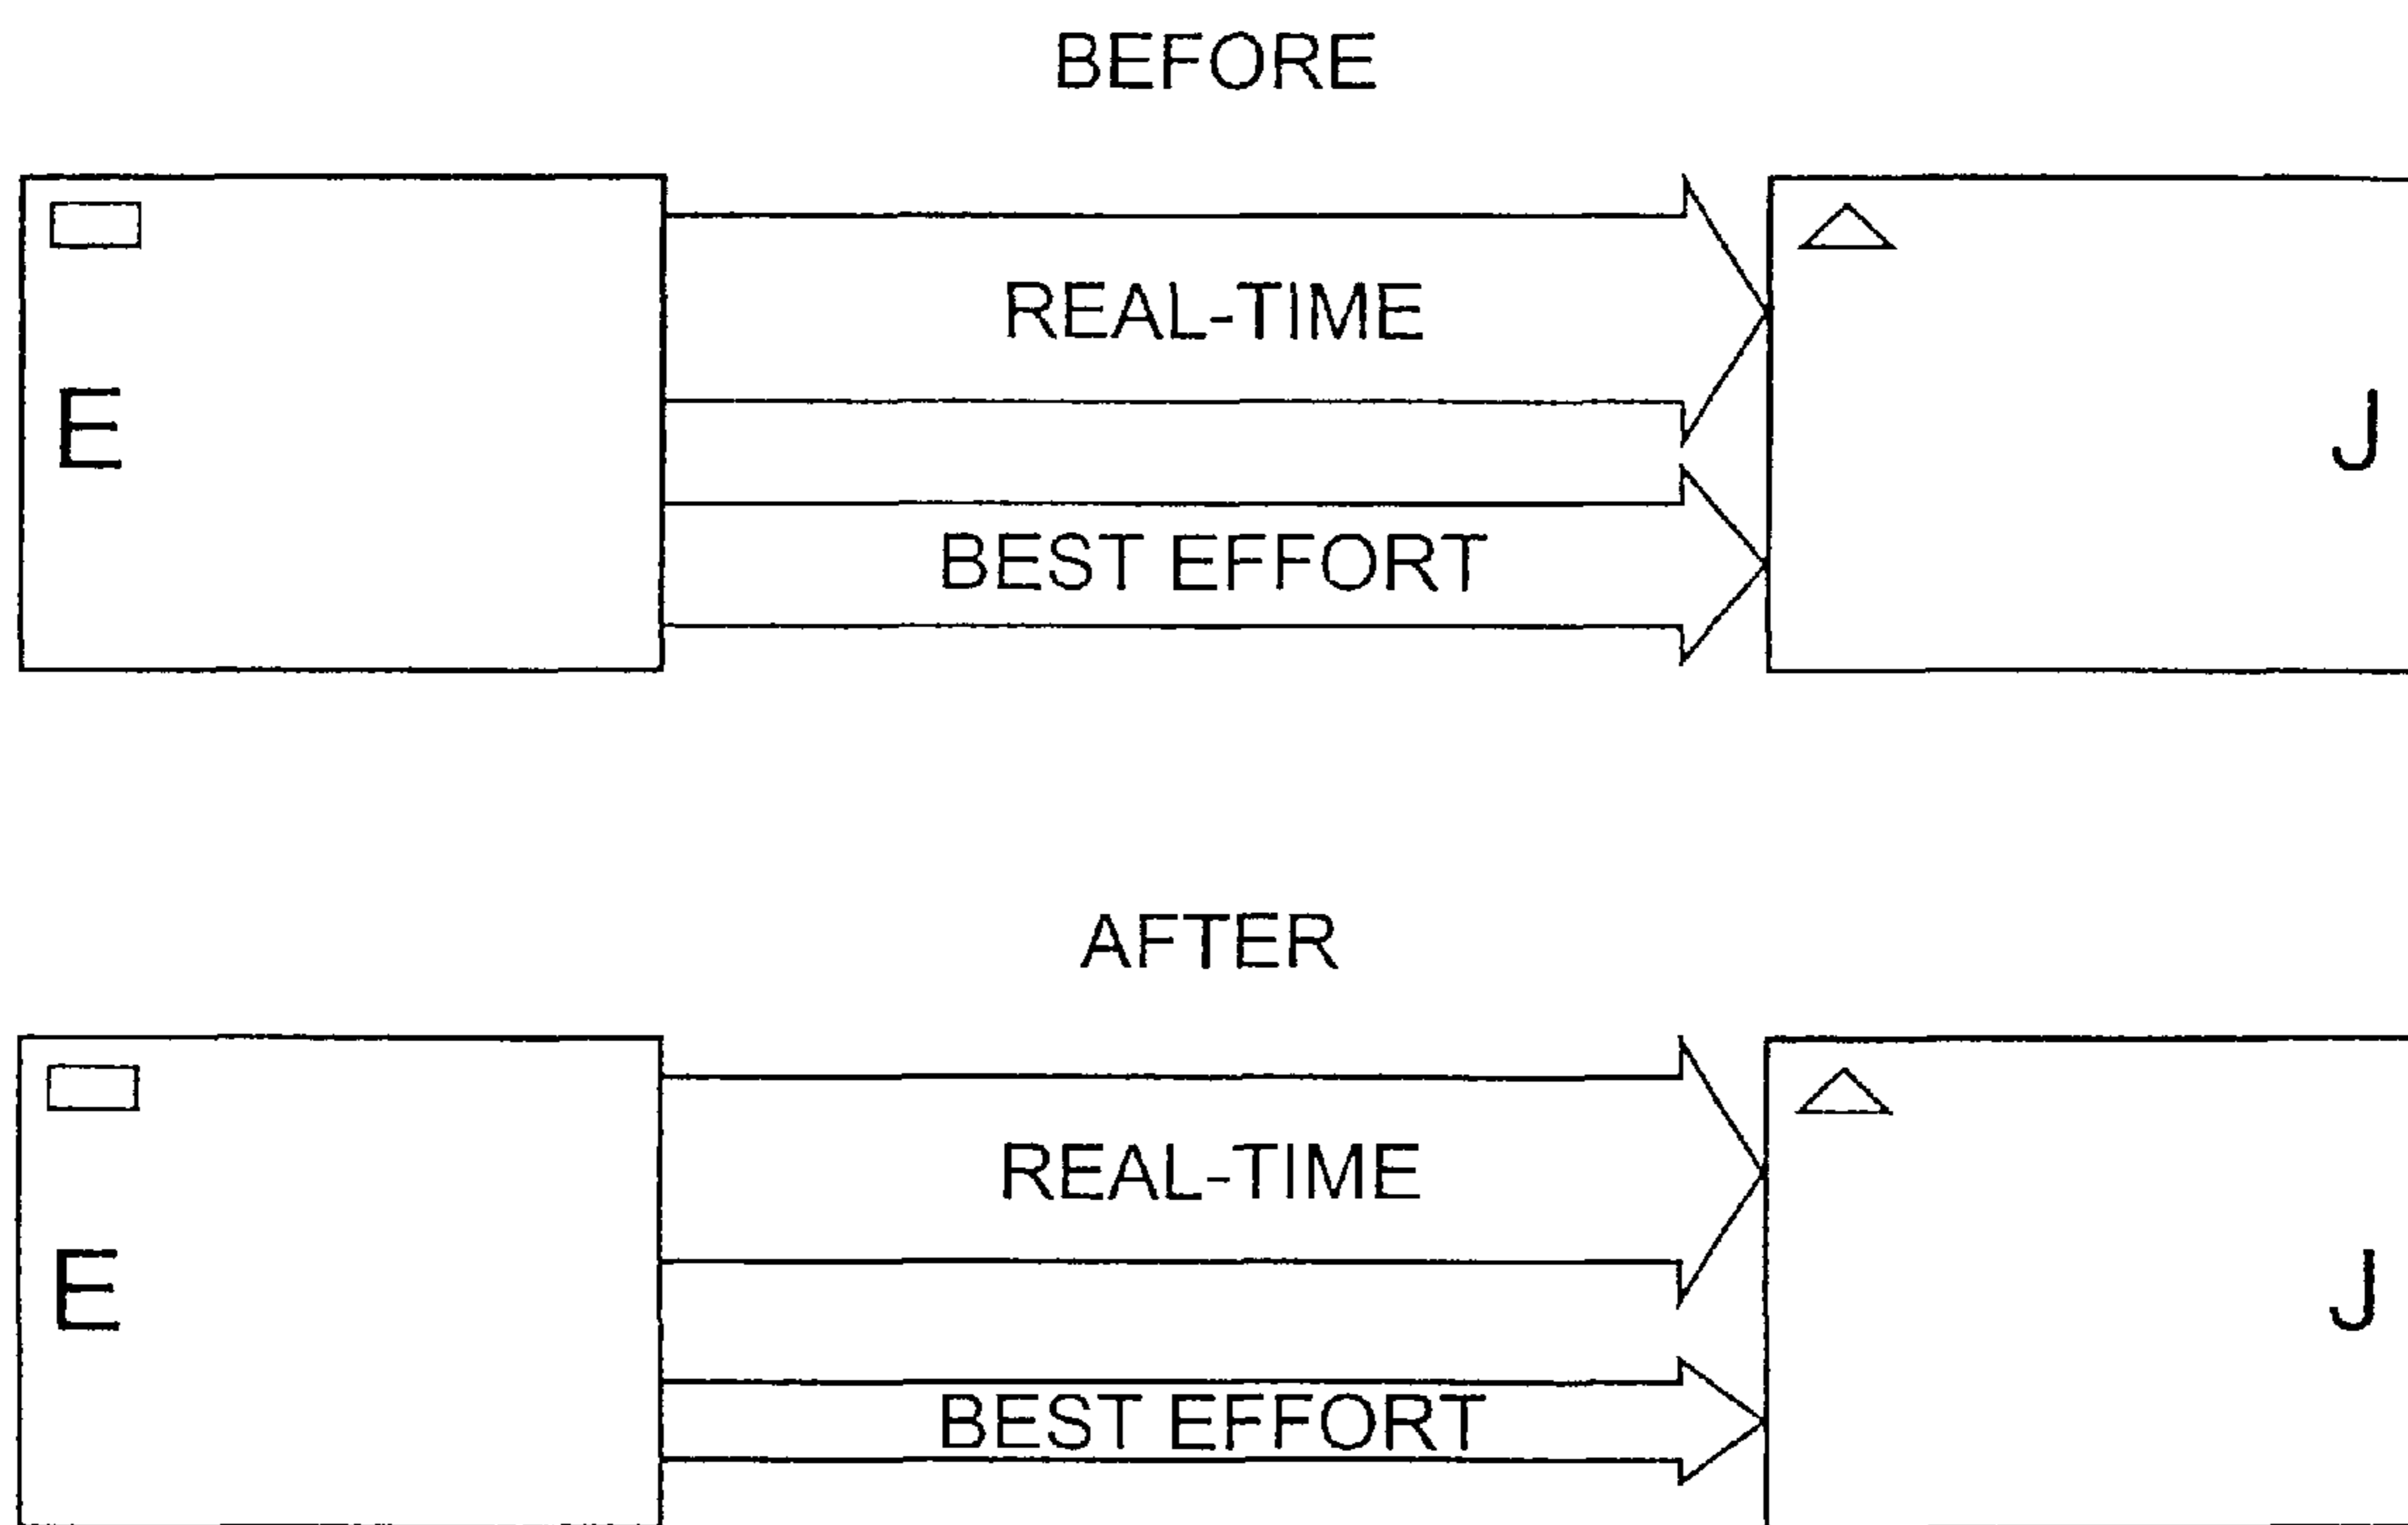 BEFORE
REAL-TIME
E
J
BEST EFFORT
AFTER
REAL-TIME
E
J
BEST EFFORT